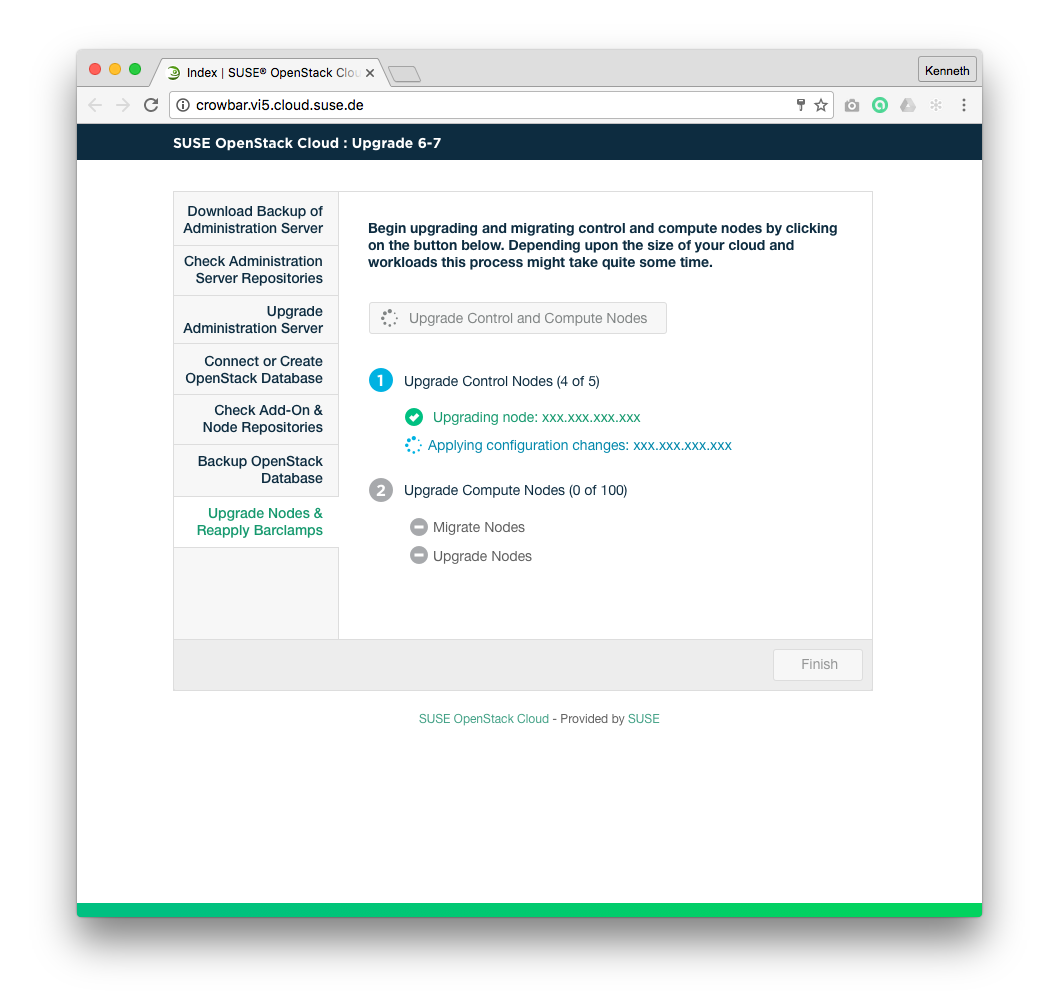 Index | SUSE® OpenStack Clou
Kenneth
crowbar.vi5.cloud.suse.de
SUSE OpenStack Cloud : Upgrade 6-7
Download Backup of
Administration Server
Check Administration
Server Repositories
Upgrade
Administration Server
Connect or Create
OpenStack Database
Check Add-On &
Node Repositories
Backup OpenStack
Database
Upgrade Nodes &
Reapply Barclamps
Begin upgrading and migrating control and compute nodes by clicking
on the button below. Depending upon the size of your cloud and
workloads this process might take quite some time.
Upgrade Control and Compute Nodes
1 Upgrade Control Nodes (4 of 5)
Upgrading node: xxx.xxx.xxx.xxx
Applying configuration changes: xxx.xxx.xxx.xxx
2 Upgrade Compute Nodes (0 of 100)
Migrate Nodes
Upgrade Nodes
Finish
SUSE OpenStack Cloud - Provided by SUSE